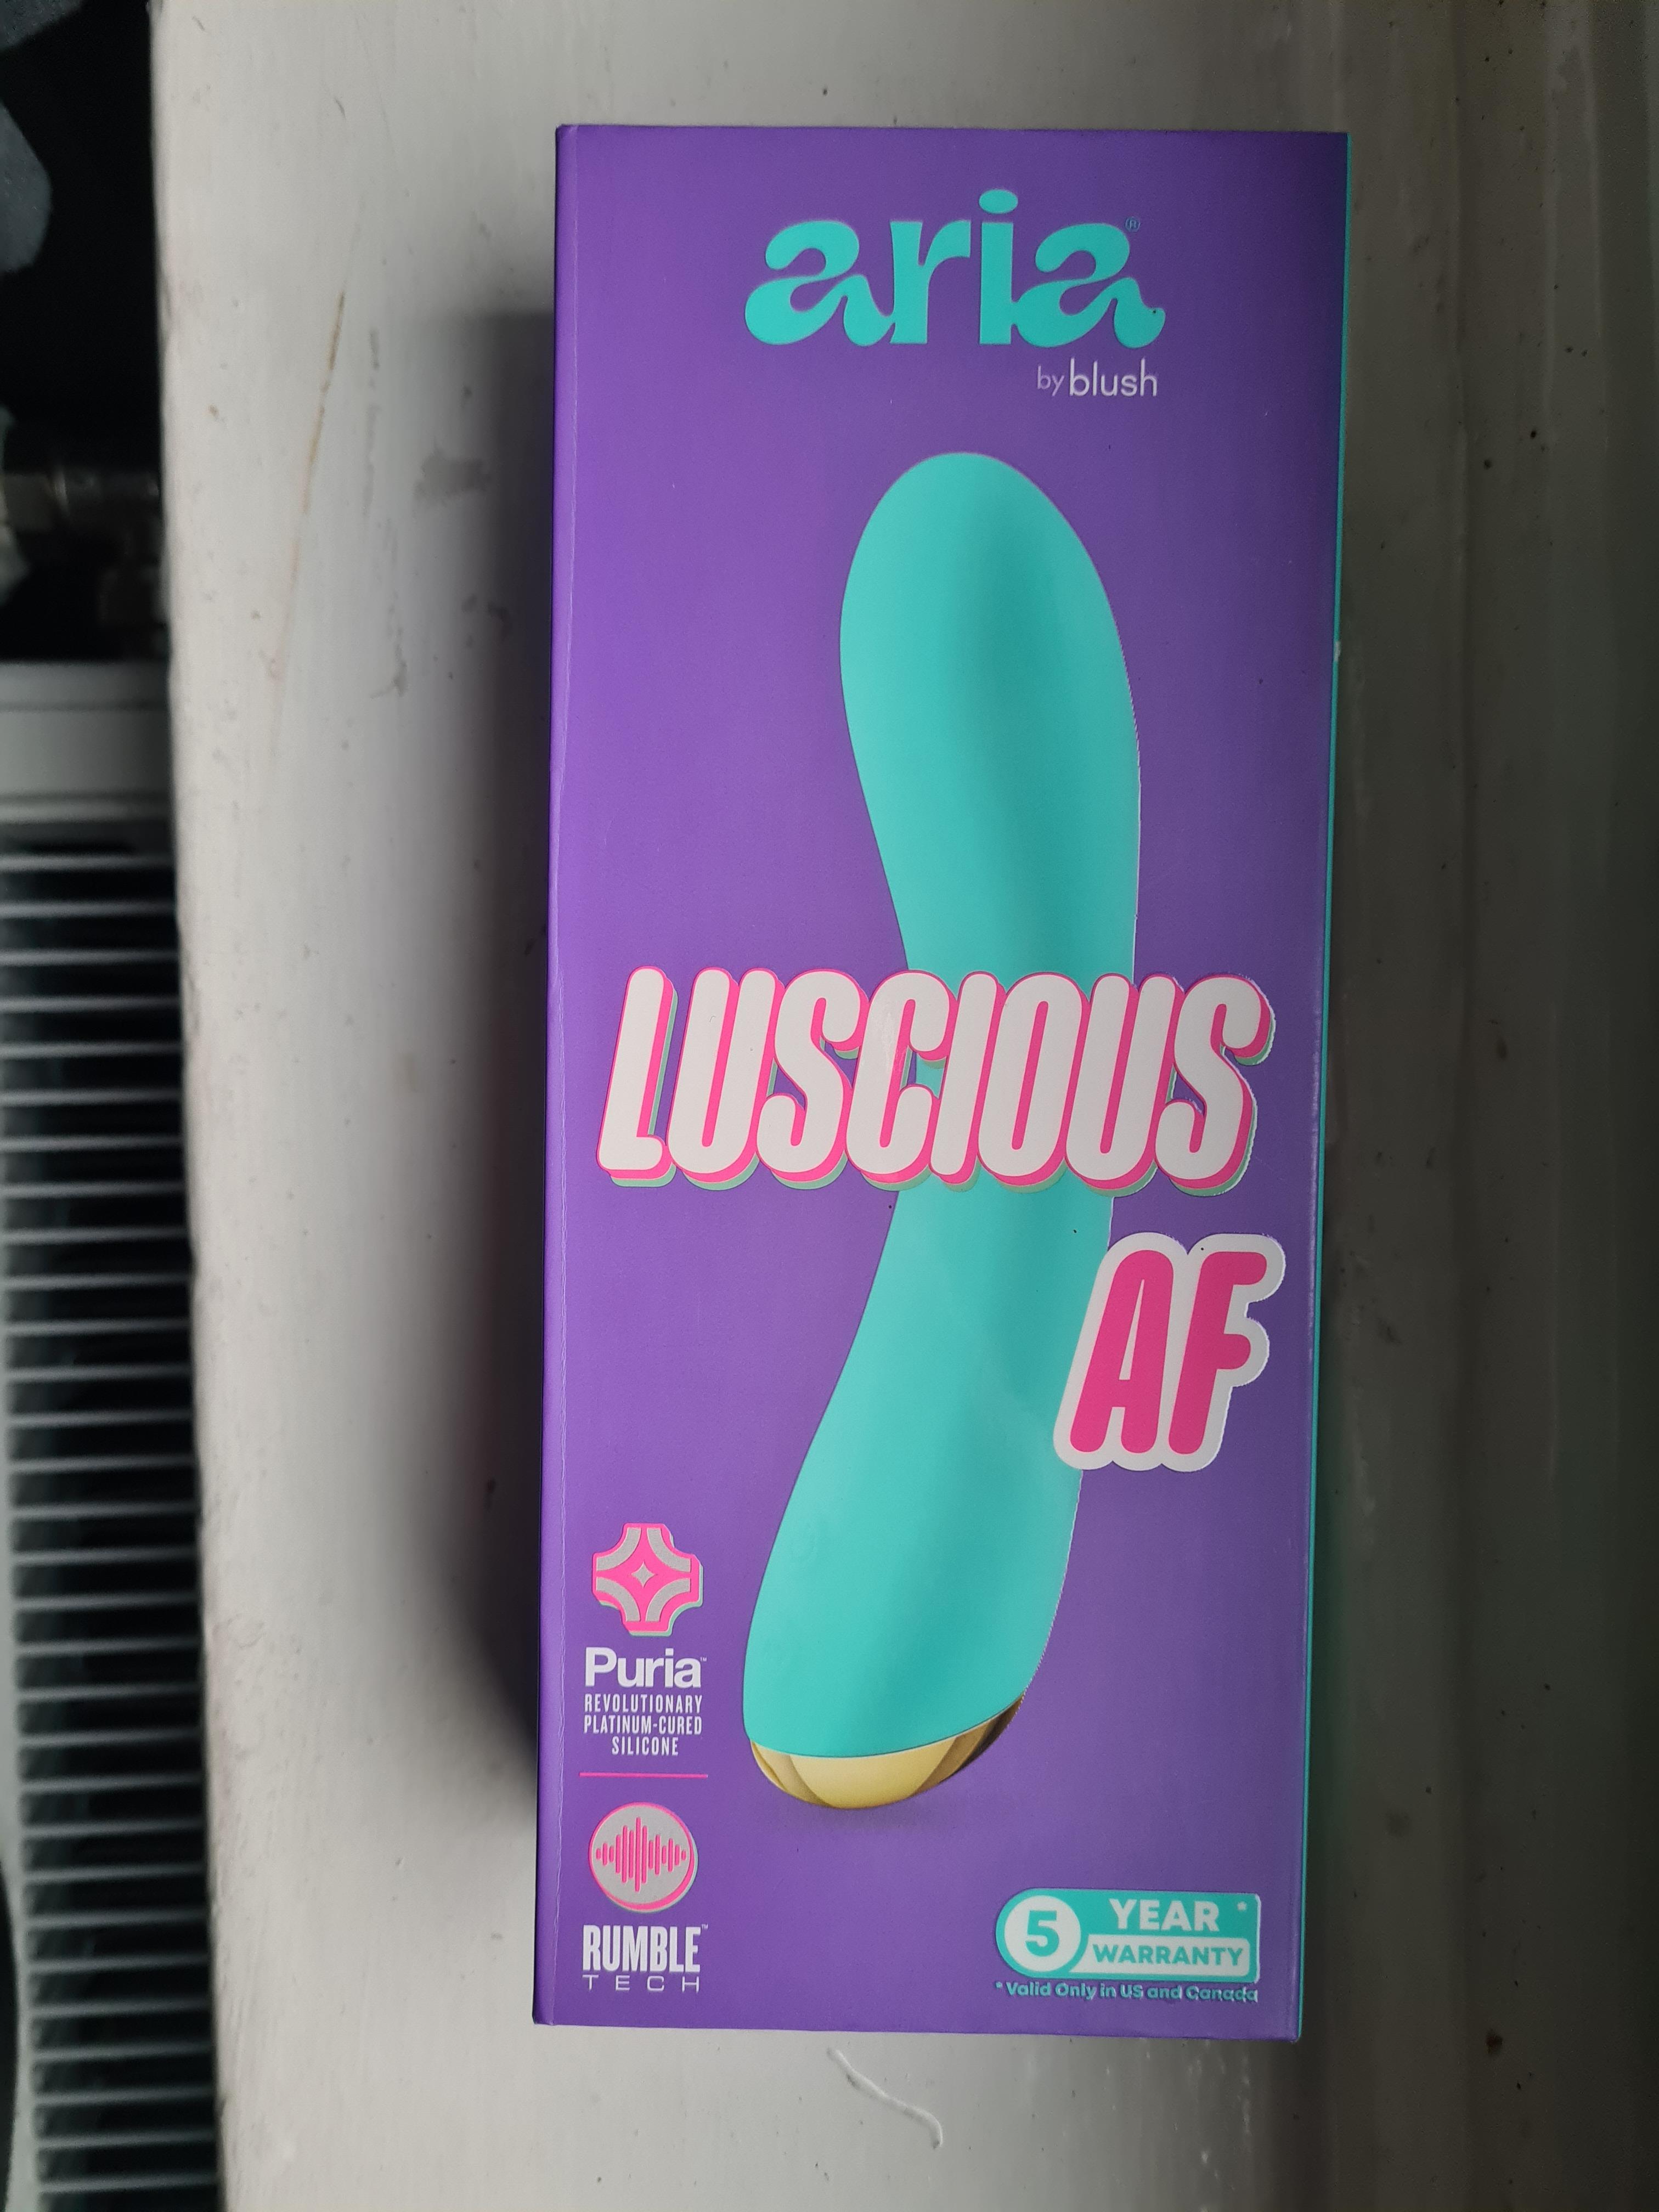 aria®
by blush
LUSCIOUS
AF
Puria™
REVOLUTIONARY
PLATINUM-CURED
SILICONE
RUMBLE™
TECH
5 YEAR*
WARRANTY
*Valid Only in US and Canada